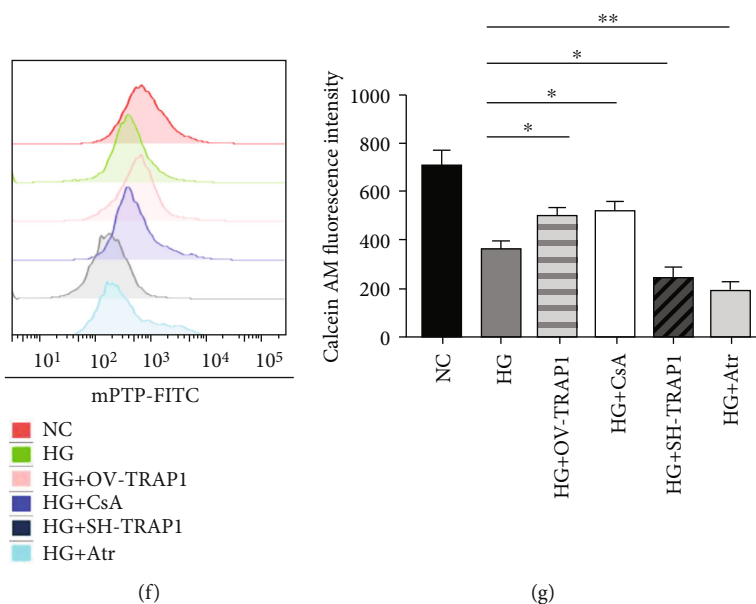 10¹ 10² 10³ 10⁴ 10⁵
mPTP-FITC
NC
HG
HG+OV-TRAP1
HG+CsA
HG+SH-TRAP1
HG+Atr
(f)
**
*
*
*
Calcein AM fluorescence intensity
1000
800
600
400
200
0
NC
HG
HG+OV-TRAP1
HG+CsA
HG+SH-TRAP1
HG+Atr
(g)